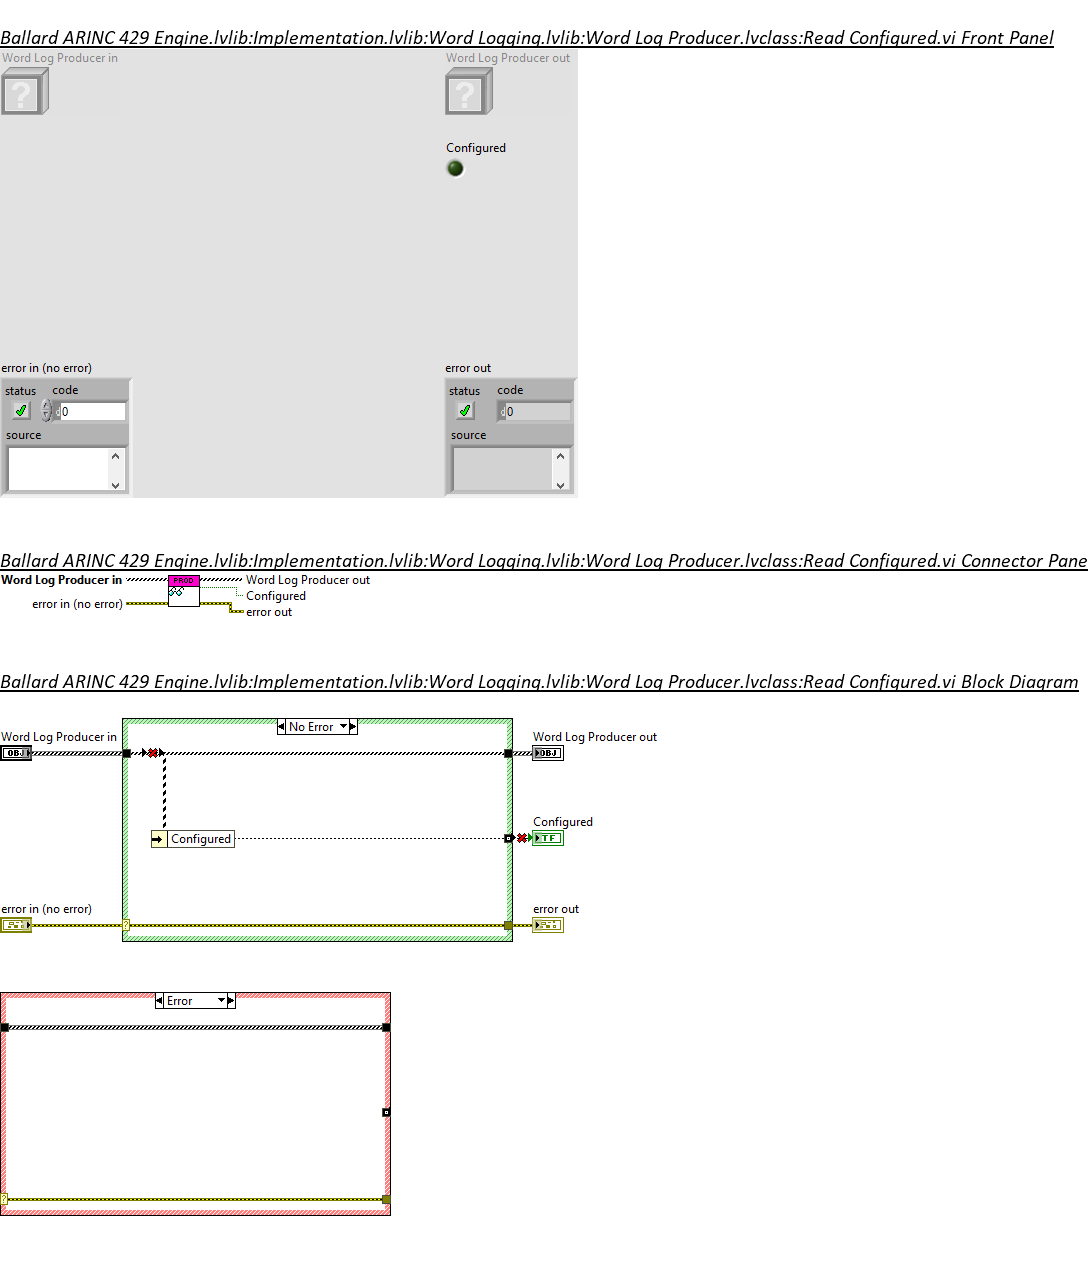 Ballard ARINC 429 Engine.lvlib:Implementation.lvlib:Word Logging.lvlib:Word Log Producer.lvclass:Read Configured.vi Front Panel
Word Log Producer in
Word Log Producer out
?
?
Configured
error in (no error)
error out
status
code
status
code
d
0
d
0
source
source
Ballard ARINC 429 Engine.lvlib:Implementation.lvlib:Word Logging.lvlib:Word Log Producer.lvclass:Read Configured.vi Connector Pane
Word Log Producer in
PROD
Word Log Producer out
Configured
error in (no error)
error out
Ballard ARINC 429 Engine.lvlib:Implementation.lvlib:Word Logging.lvlib:Word Log Producer.lvclass:Read Configured.vi Block Diagram
No Error
Word Log Producer in
Word Log Producer out
OBJ
OBJ
Configured
Configured
TF
error in (no error)
error out
?
Error
?